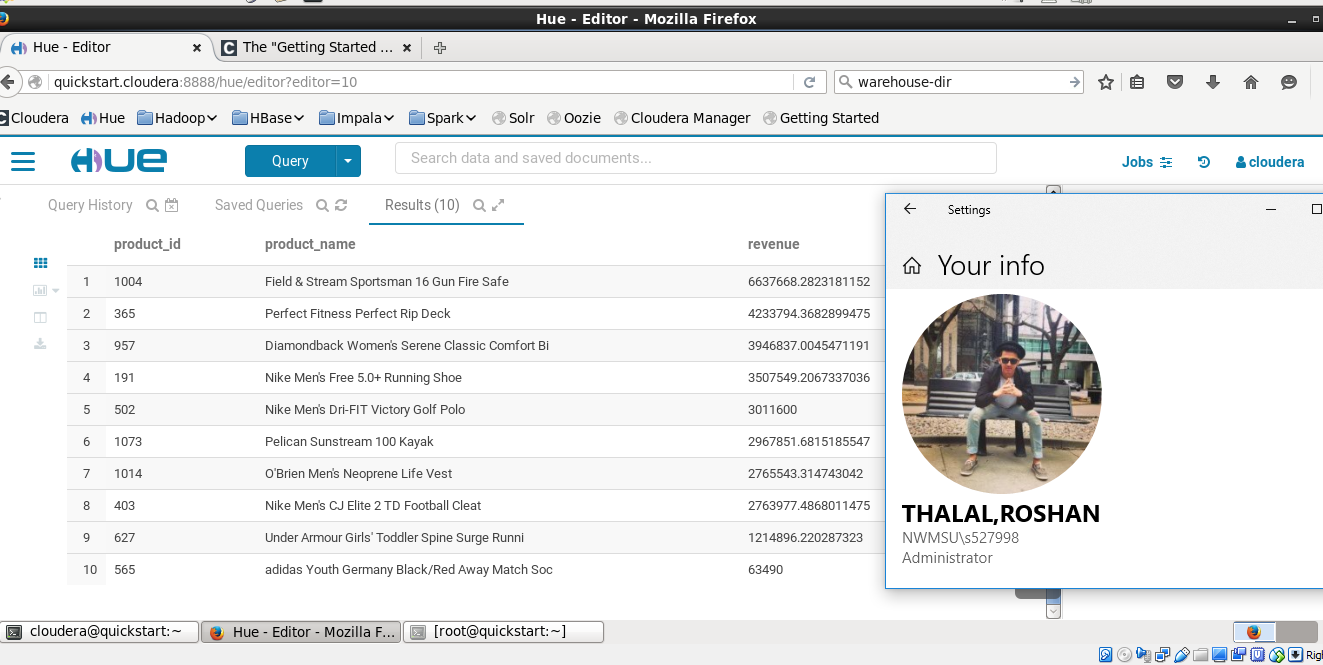 Hue - Editor - Mozilla Firefox
Hue - Editor
The "Getting Started ...
quickstart.cloudera:8888/hue/editor?editor=10
warehouse-dir
Cloudera Hue Hadoop HBase Impala Spark Solr Oozie Cloudera Manager Getting Started
HUE
Query
Search data and saved documents...
Jobs
cloudera
Query History
Saved Queries
Results (10)
product_id product_name revenue
1 1004 Field & Stream Sportsman 16 Gun Fire Safe 6637668.2823181152
2 365 Perfect Fitness Perfect Rip Deck 4233794.3682899475
3 957 Diamondback Women's Serene Classic Comfort Bi 3946837.0045471191
4 191 Nike Men's Free 5.0+ Running Shoe 3507549.2067337036
5 502 Nike Men's Dri-FIT Victory Golf Polo 3011600
6 1073 Pelican Sunstream 100 Kayak 2967851.6815185547
7 1014 O'Brien Men's Neoprene Life Vest 2765543.314743042
8 403 Nike Men's CJ Elite 2 TD Football Cleat 2763977.4868011475
9 627 Under Armour Girls' Toddler Spine Surge Runni 1214896.220287323
10 565 adidas Youth Germany Black/Red Away Match Soc 63490
Settings
Your info
THALAL,ROSHAN
NWMSU\s527998
Administrator
cloudera@quickstart:~
Hue - Editor - Mozilla F...
[root@quickstart:~]